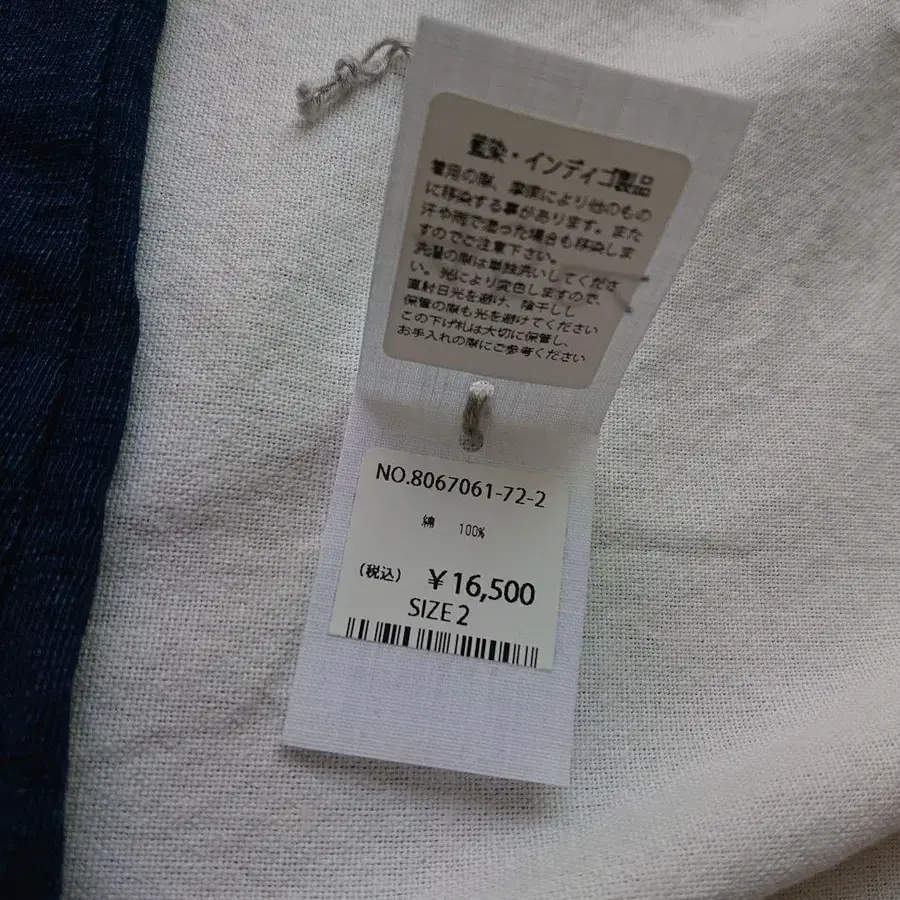 藍染・インディゴ製品
着用の際、摩擦により他のもの
に移染する事があります。また
汗や雨で湿った場合も移染しま
すのでご注意下さい。
洗濯の際は単独洗いしてくださ
い。光により変色しますので、
直射日光を避け、陰干しし
保管の際も光を避けてください
この下げ札は大切に保管し、
お手入れの際にご参考ください
NO.8067061-72-2
綿 100%
(税込) ¥16,500
SIZE 2